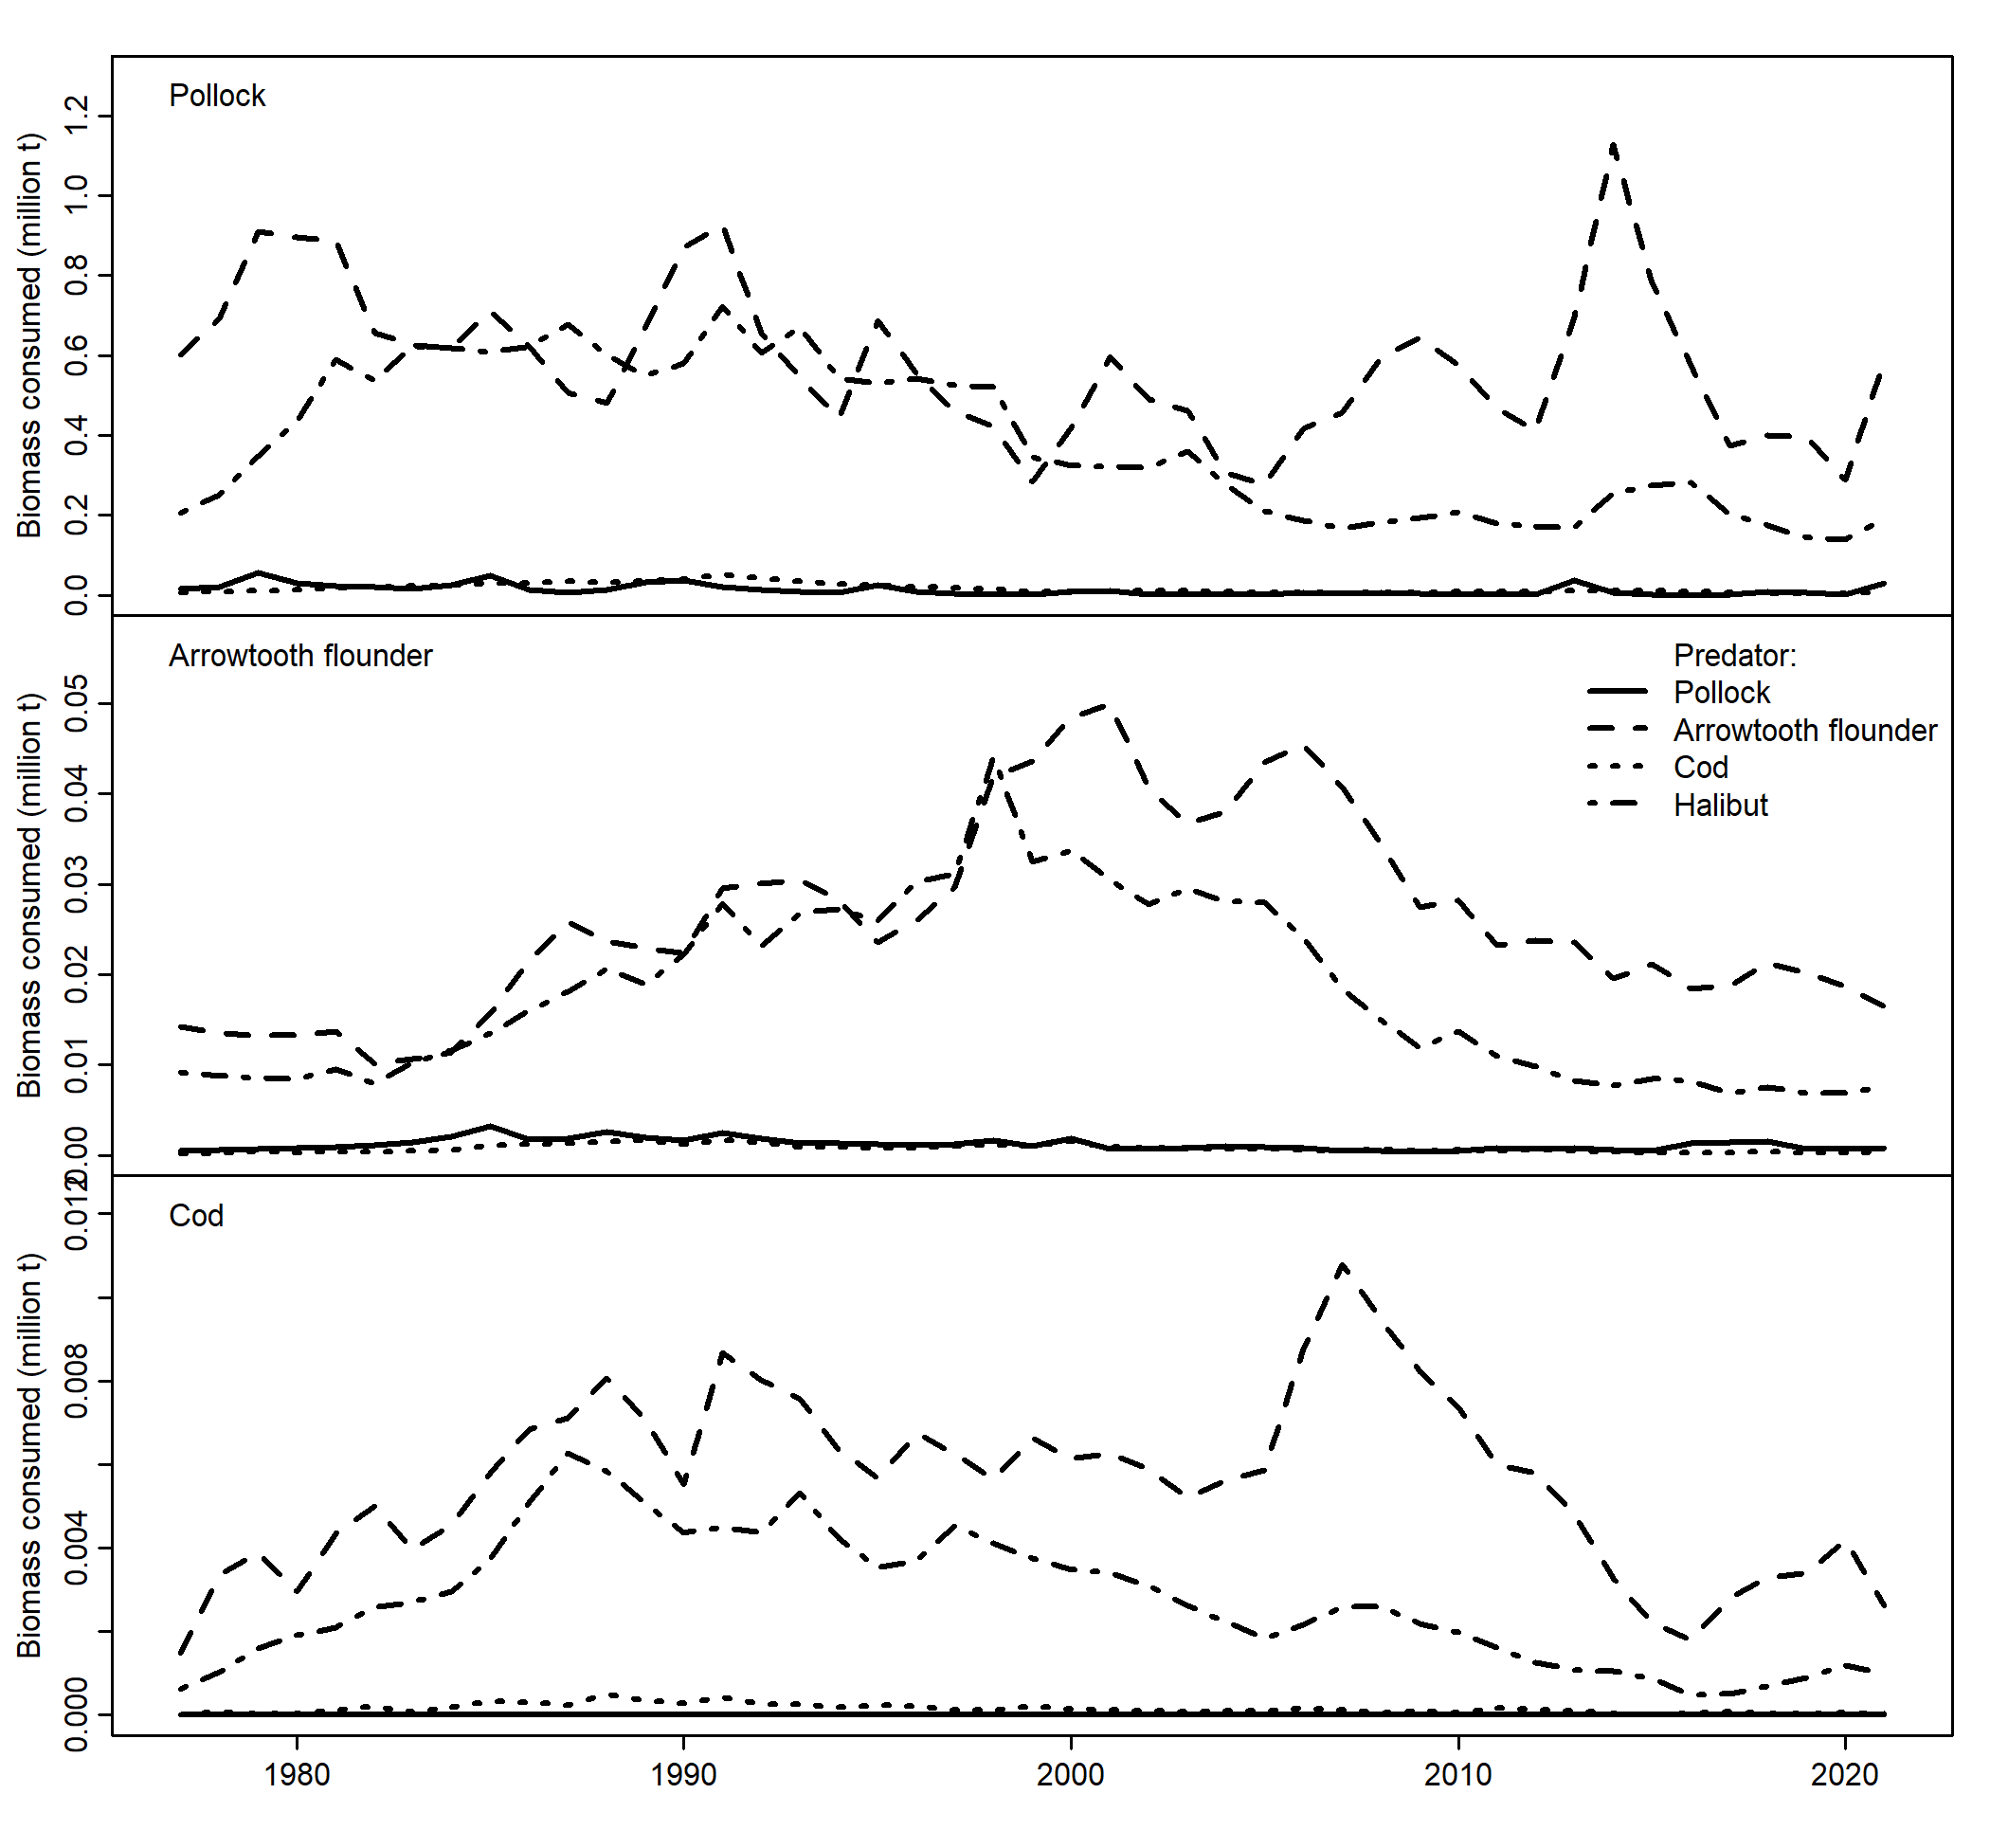 Pollock
Biomass consumed (million t)
1.2
1.0
0.8
0.6
0.4
0.2
0.0
Arrowtooth flounder
Biomass consumed (million t)
0.05
0.04
0.03
0.02
0.01
0.00
Predator:
Pollock
Arrowtooth flounder
Cod
Halibut
Cod
Biomass consumed (million t)
0.012
0.008
0.004
0.000
1980 1990 2000 2010 2020